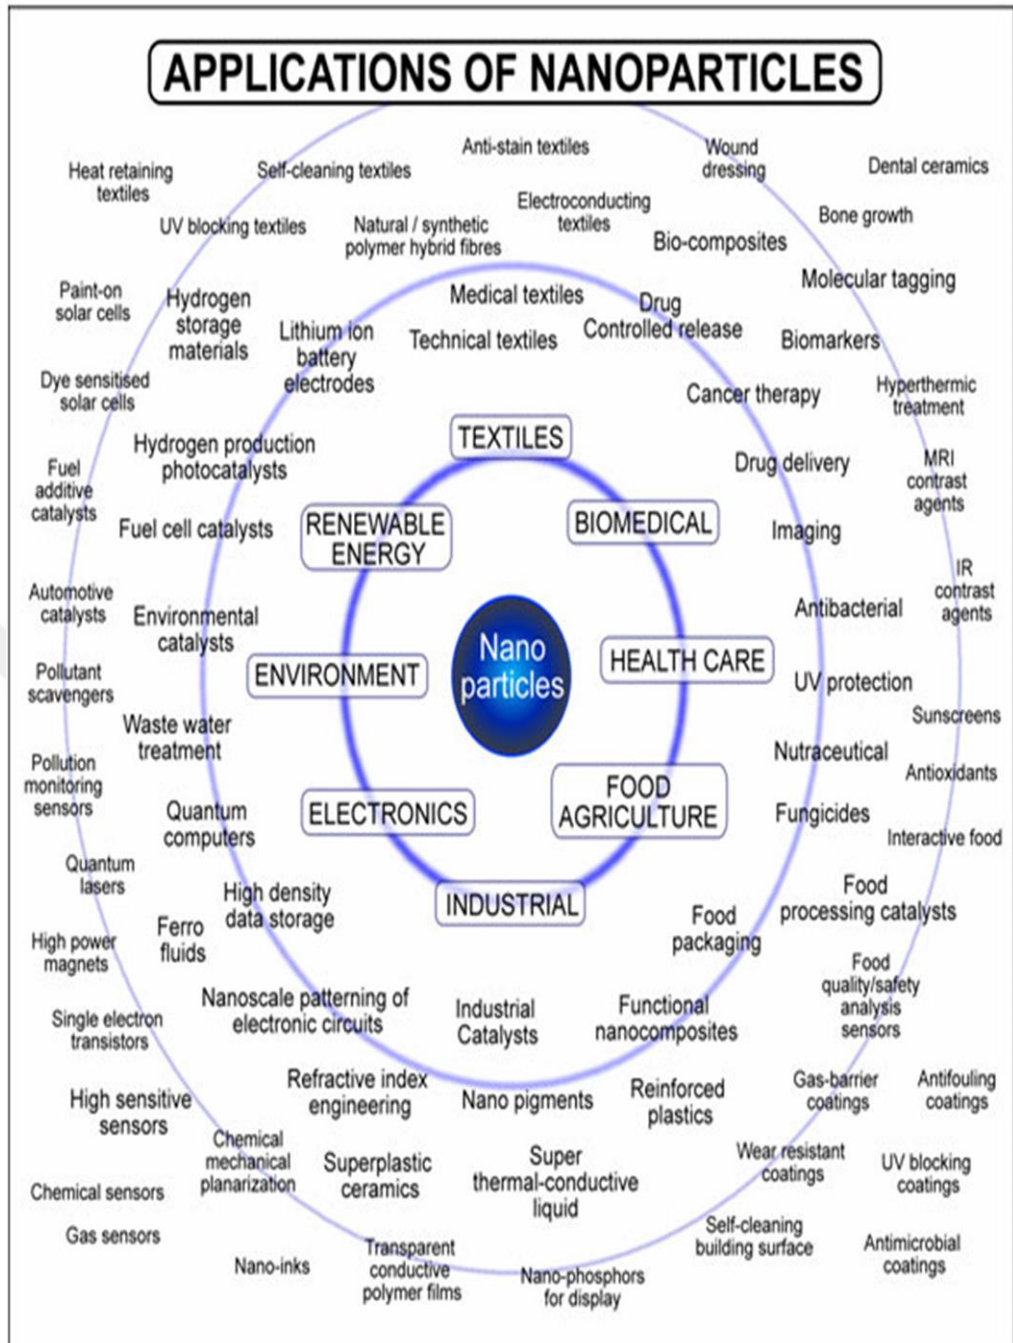 APPLICATIONS OF NANOPARTICLES
Anti-stain textiles
Wound
dressing
Dental ceramics
Heat retaining
textiles
Self-cleaning textiles
UV blocking textiles
Natural / synthetic
polymer hybrid fibres
Electroconducting
textiles
Bone growth
Bio-composites
Molecular tagging
Paint-on
solar cells
Hydrogen
storage
materials
Lithium ion
battery
electrodes
Medical textiles
Technical textiles
Drug
Controlled release
Biomarkers
Dye sensitised
solar cells
Cancer therapy
Hyperthermic
treatment
Hydrogen production
photocatalysts
TEXTILES
Drug delivery
MRI
contrast
agents
Fuel
additive
catalysts
Fuel cell catalysts
RENEWABLE
ENERGY
BIOMEDICAL
Imaging
IR
contrast
agents
Automotive
catalysts
Environmental
catalysts
Antibacterial
Nano
particles
Pollutant
scavengers
ENVIRONMENT
HEALTH CARE
UV protection
Sunscreens
Waste water
treatment
Nutraceutical
Antioxidants
Pollution
monitoring
sensors
Quantum
computers
ELECTRONICS
FOOD
AGRICULTURE
Fungicides
Interactive food
Quantum
lasers
High density
data storage
INDUSTRIAL
Food
processing catalysts
Food
packaging
Ferro
fluids
High power
magnets
Food
quality/safety
analysis
sensors
Nanoscale patterning of
electronic circuits
Industrial
Catalysts
Functional
nanocomposites
Single electron
transistors
Refractive index
engineering
Nano pigments
Reinforced
plastics
Gas-barrier
coatings
Antifouling
coatings
High sensitive
sensors
Chemical
mechanical
planarization
Superplastic
ceramics
Super
thermal-conductive
liquid
Wear resistant
coatings
UV blocking
coatings
Chemical sensors
Gas sensors
Self-cleaning
building surface
Antimicrobial
coatings
Nano-inks
Transparent
conductive
polymer films
Nano-phosphors
for display